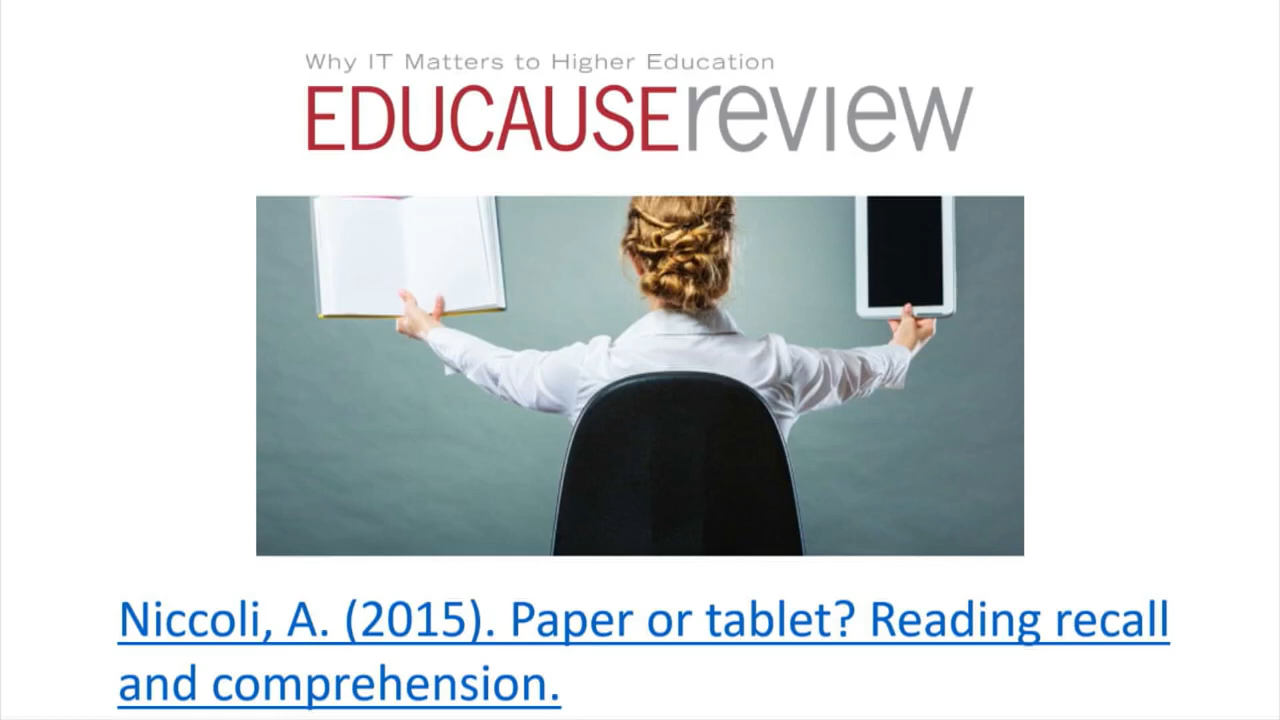 Why IT Matters to Higher Education
EDUCAUSEreview
Niccoli, A. (2015). Paper or tablet? Reading recall
and comprehension.